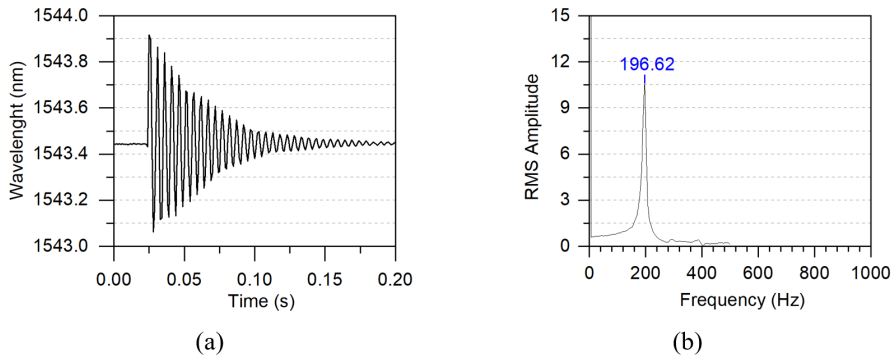 1544.0
1543.8
1543.6
1543.4
1543.2
1543.0
Wavelenght (nm)
0.00 0.05 0.10 0.15 0.20
Time (s)
(a)
15
12
9
6
3
0
RMS Amplitude
196.62
0 200 400 600 800 1000
Frequency (Hz)
(b)